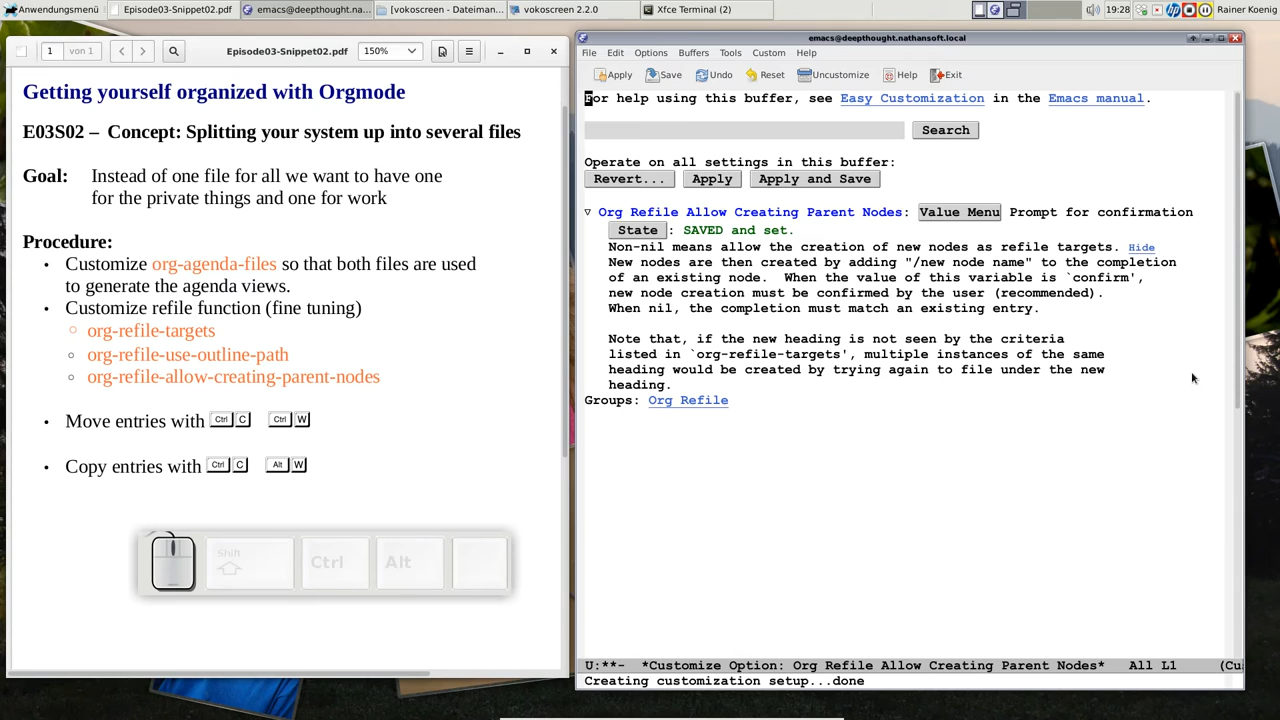 Anwendungsmenü
Episode03-Snippet02.pdf
emacs@deepthought.na...
[vokoscreen - Dateiman...
vokoscreen 2.2.0
Xfce Terminal (2)
19:28
Rainer Koenig
1
von 1
Episode03-Snippet02.pdf
150%
Getting yourself organized with Orgmode
E03S02 – Concept: Splitting your system up into several files
Goal: Instead of one file for all we want to have one
for the private things and one for work
Procedure:
• Customize org-agenda-files so that both files are used
to generate the agenda views.
• Customize refile function (fine tuning)
○ org-refile-targets
○ org-refile-use-outline-path
○ org-refile-allow-creating-parent-nodes
• Move entries with Ctrl C Ctrl W
• Copy entries with Ctrl C Alt W
Shift
Ctrl
Alt
emacs@deepthought.nathansoft.local
File Edit Options Buffers Tools Custom Help
Apply Save Undo Reset Uncustomize Help Exit
For help using this buffer, see Easy Customization in the Emacs manual.
Search
Operate on all settings in this buffer:
Revert... Apply Apply and Save
▽ Org Refile Allow Creating Parent Nodes: Value Menu Prompt for confirmation
State : SAVED and set.
Non-nil means allow the creation of new nodes as refile targets. Hide
New nodes are then created by adding "/new node name" to the completion
of an existing node. When the value of this variable is `confirm',
new node creation must be confirmed by the user (recommended).
When nil, the completion must match an existing entry.
Note that, if the new heading is not seen by the criteria
listed in `org-refile-targets', multiple instances of the same
heading would be created by trying again to file under the new
heading.
Groups: Org Refile
U:**- *Customize Option: Org Refile Allow Creating Parent Nodes* All L1 (Cus
Creating customization setup...done